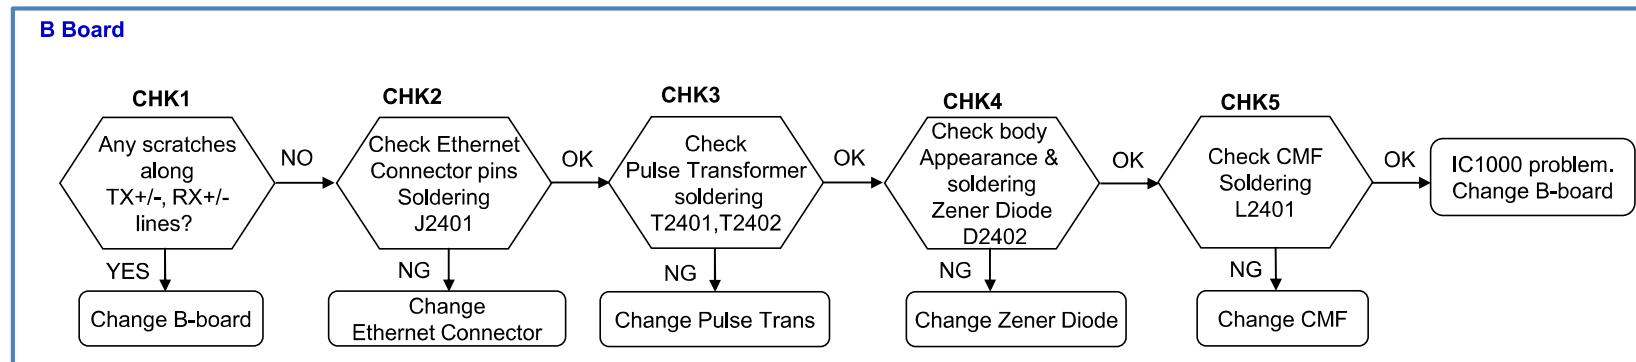 B Board
CHK1
Any scratches
along
TX+/-, RX+/-
lines?
NO
YES
Change B-board
CHK2
Check Ethernet
Connector pins
Soldering
J2401
OK
NG
Change
Ethernet Connector
CHK3
Check
Pulse Transformer
soldering
T2401,T2402
OK
NG
Change Pulse Trans
CHK4
Check body
Appearance &
soldering
Zener Diode
D2402
OK
NG
Change Zener Diode
CHK5
Check CMF
Soldering
L2401
OK
NG
Change CMF
IC1000 problem.
Change B-board